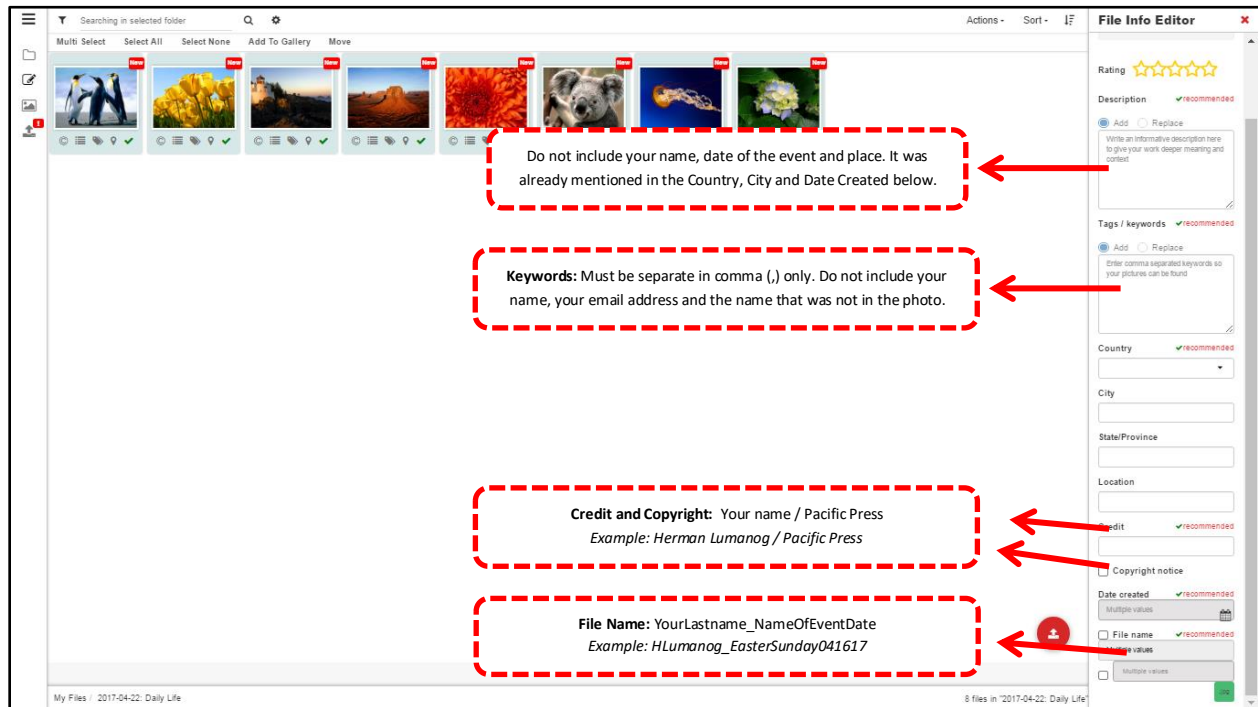 Searching in selected folder
Actions -
Sort -
File Info Editor
Multi Select
Select All
Select None
Add To Gallery
Move
New
New
New
New
New
New
New
New
Rating
Description
recommended
Add
Replace
Write an informative description here
to give your work deeper meaning and
context
Do not include your name, date of the event and place. It was
already mentioned in the Country, City and Date Created below.
Tags / keywords
recommended
Add
Replace
Enter comma separated keywords so
your pictures can be found
Keywords: Must be separate in comma (,) only. Do not include your
name, your email address and the name that was not in the photo.
Country
recommended
City
State/Province
Location
Credit and Copyright: Your name / Pacific Press
Example: Herman Lumanog / Pacific Press
recommended
Copyright notice
Date created
recommended
Multiple values
File Name: YourLastname_NameOfEventDate
Example: HLumanog_EasterSunday041617
File name
recommended
Multiple values
Multiple values
My Files / 2017-04-22: Daily Life
8 files in "2017-04-22: Daily Life"